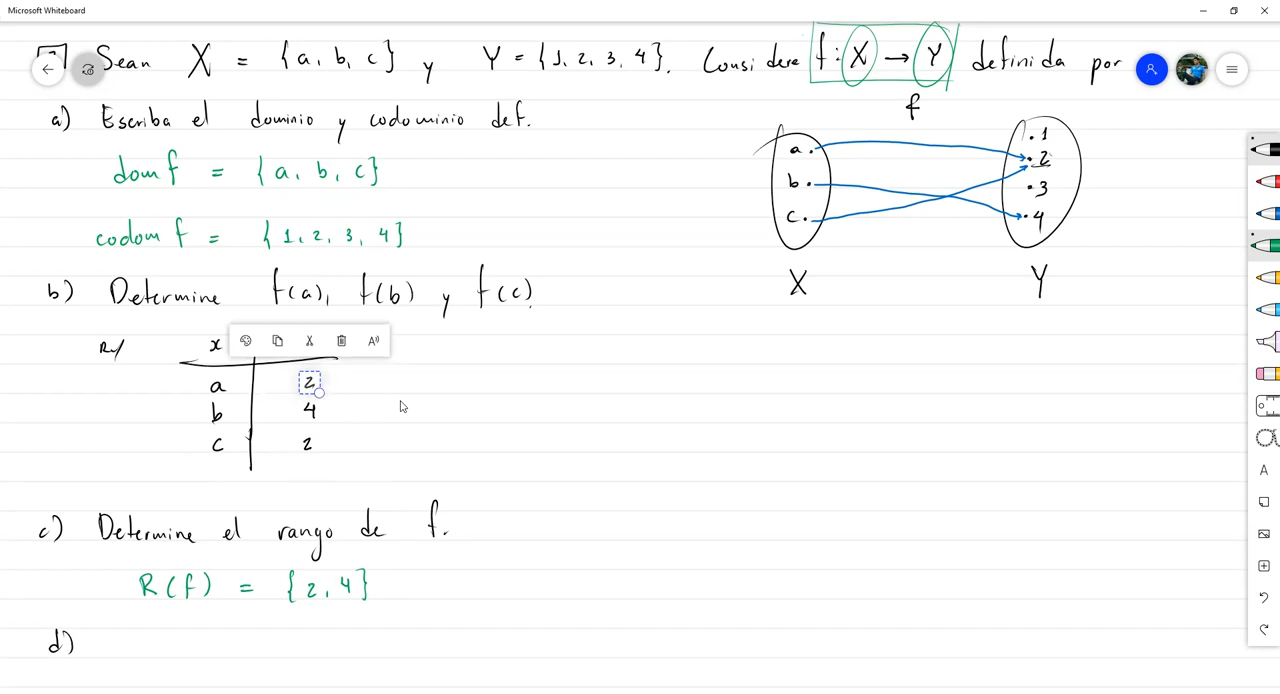 Microsoft Whiteboard
Sean X = {a, b, c} y Y = {1, 2, 3, 4}. Considere f: X → Y definida por
a) Escriba el dominio y codominio de f.
dom f = {a, b, c}
codom f = {1, 2, 3, 4}
b) Determine f(a), f(b) y f(c).
R// x
a 2
b 4
c 2
c) Determine el rango de f.
R(f) = {2, 4}
d)
f
a. .1
b. .2
c. .3
.4
X Y
A